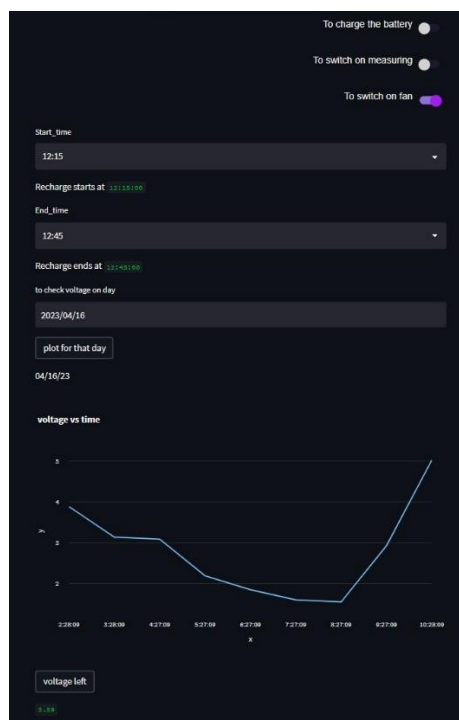 To charge the battery
To switch on measuring
To switch on fan
Start_time
12:15
Recharge starts at 12:15:00
End_time
12:45
Recharge ends at 12:45:00
to check voltage on day
2023/04/16
plot for that day
04/16/23
voltage vs time
5
4
y
3
2
2:28:09 3:28:09 4:27:09 5:27:09 6:27:09 7:27:09 8:27:09 9:27:09 10:28:09
x
voltage left